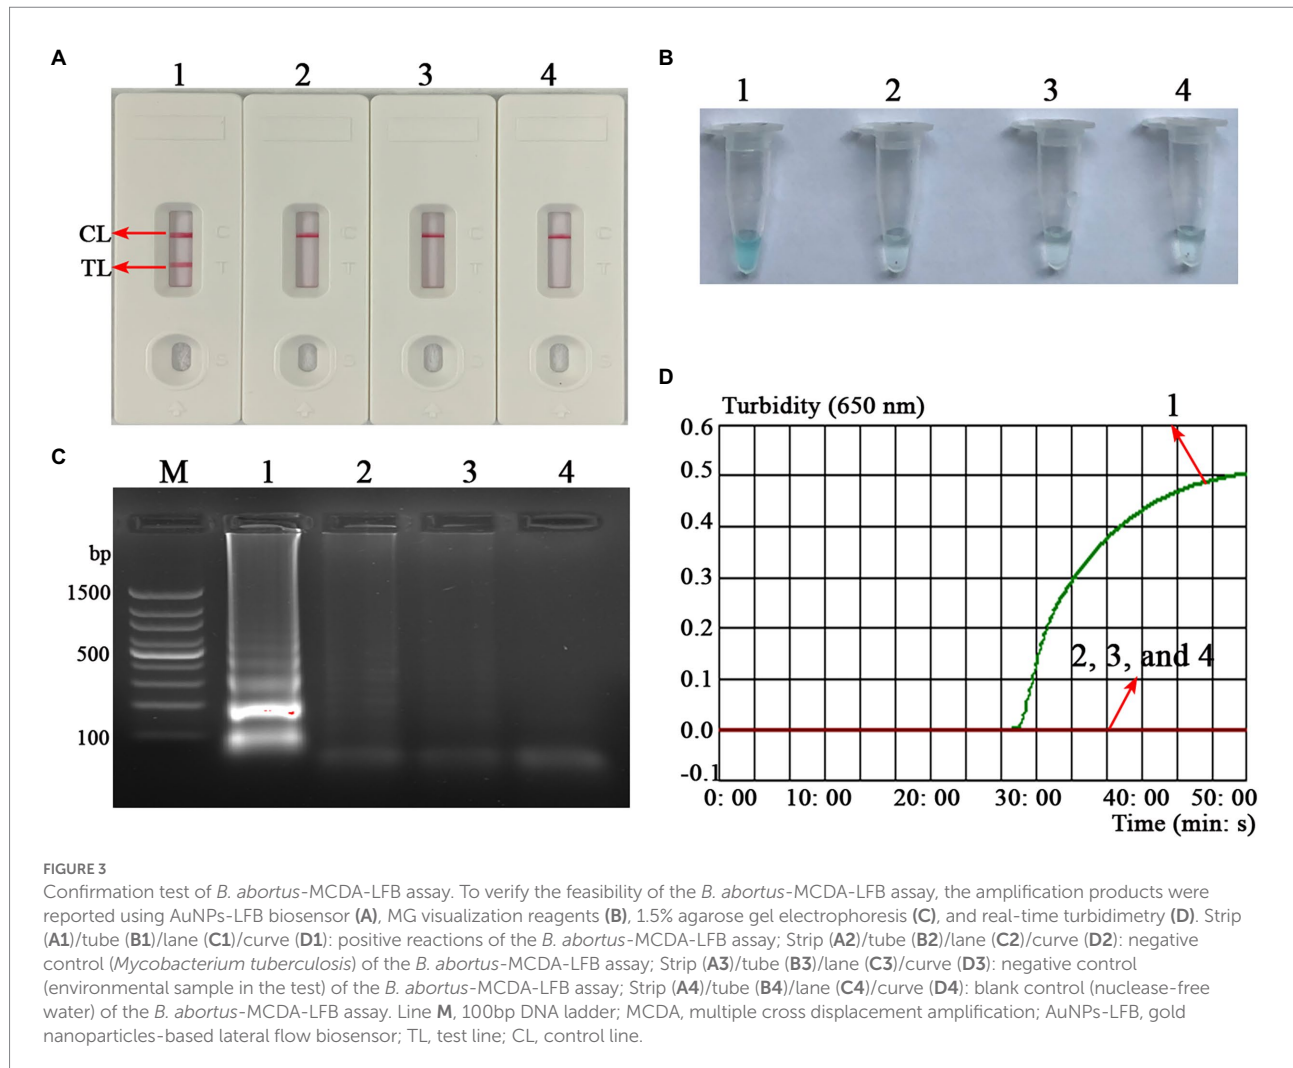 A
1 2 3 4
CL
TL
C C C C
T T T T
S S S S
B
1 2 3 4
C
M 1 2 3 4
bp
1500
500
100
D
Turbidity (650 nm)
1
0.6
0.5
0.4
0.3
0.2
2, 3, and 4
0.1
0.0
-0.1
0: 00 10: 00 20: 00 30: 00 40: 00 50: 00
Time (min: s)
FIGURE 3
Confirmation test of B. abortus-MCDA-LFB assay. To verify the feasibility of the B. abortus-MCDA-LFB assay, the amplification products were
reported using AuNPs-LFB biosensor (A), MG visualization reagents (B), 1.5% agarose gel electrophoresis (C), and real-time turbidimetry (D). Strip
(A1)/tube (B1)/lane (C1)/curve (D1): positive reactions of the B. abortus-MCDA-LFB assay; Strip (A2)/tube (B2)/lane (C2)/curve (D2): negative
control (Mycobacterium tuberculosis) of the B. abortus-MCDA-LFB assay; Strip (A3)/tube (B3)/lane (C3)/curve (D3): negative control
(environmental sample in the test) of the B. abortus-MCDA-LFB assay; Strip (A4)/tube (B4)/lane (C4)/curve (D4): blank control (nuclease-free
water) of the B. abortus-MCDA-LFB assay. Line M, 100bp DNA ladder; MCDA, multiple cross displacement amplification; AuNPs-LFB, gold
nanoparticles-based lateral flow biosensor; TL, test line; CL, control line.